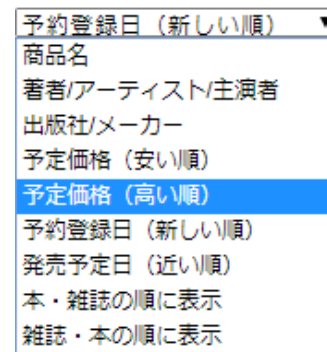 予約登録日（新しい順）
商品名
著者/アーティスト/主演者
出版社/メーカー
予定価格（安い順）
予定価格（高い順）
予約登録日（新しい順）
発売予定日（近い順）
本・雑誌の順に表示
雑誌・本の順に表示